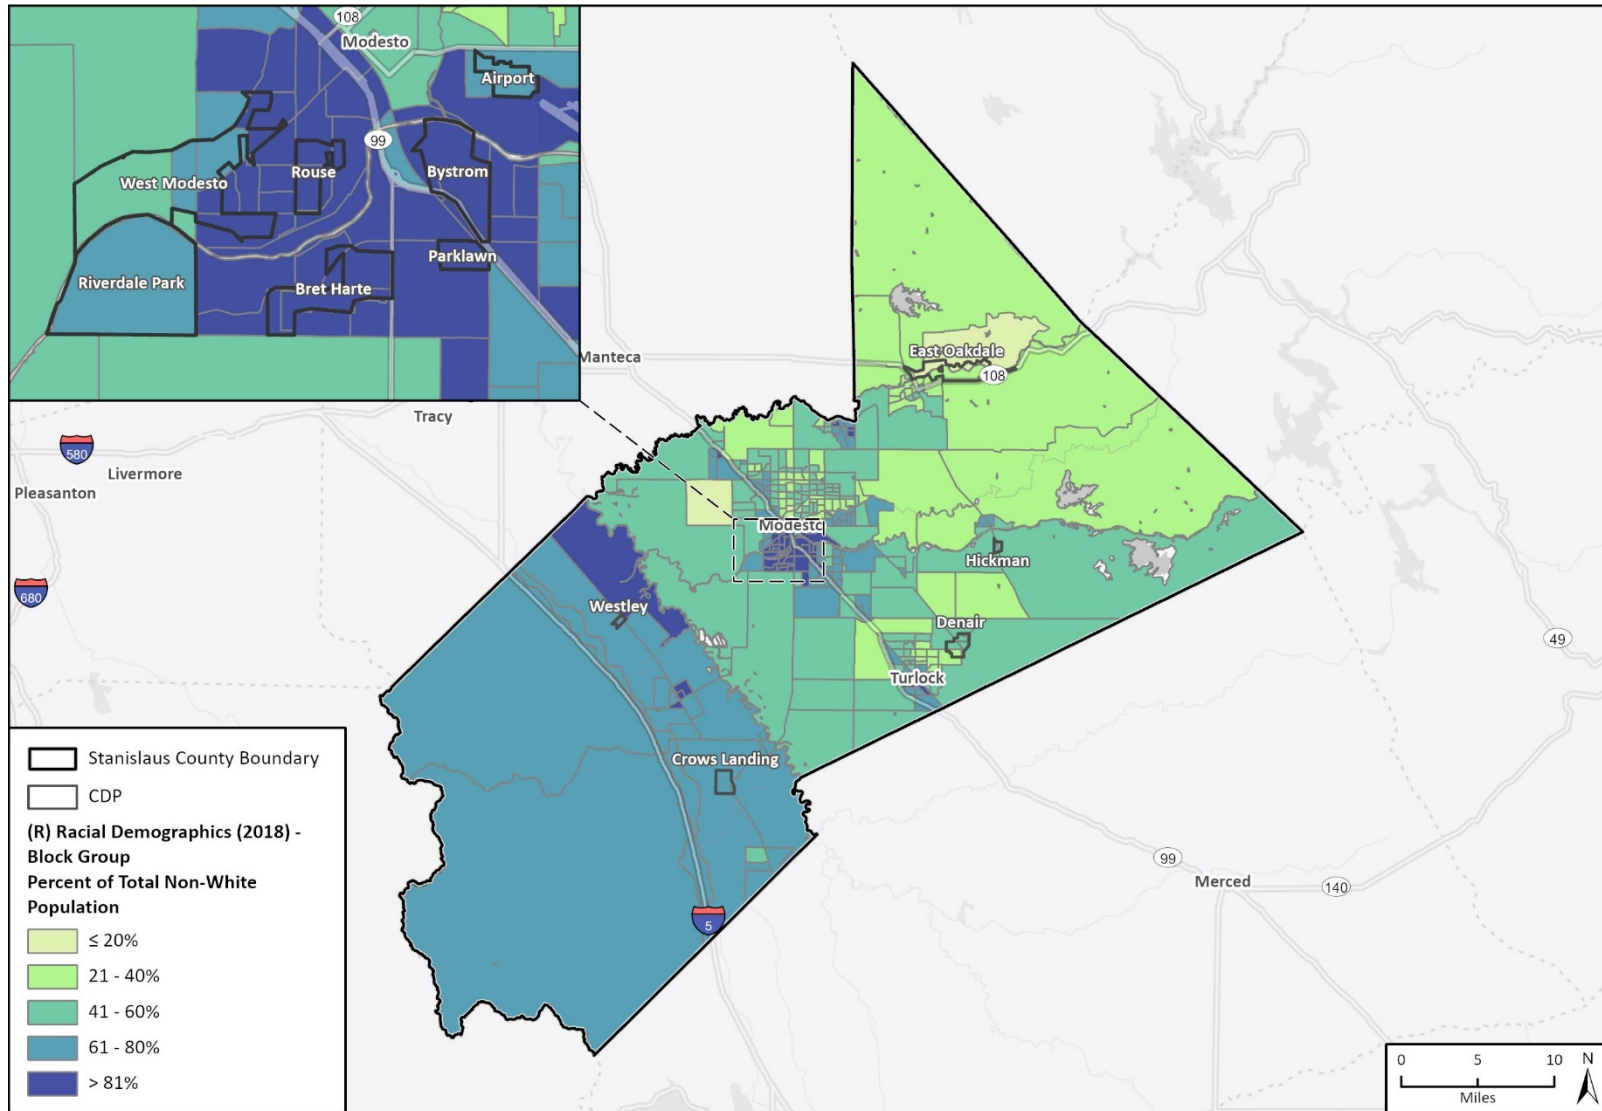 108
Modesto
Airport
99
West Modesto
Rouse
Bystrom
Parklawn
Riverdale Park
Bret Harte
Manteca
Tracy
580
Livermore
Pleasanton
680
East Oakdale
108
Modesto
Hickman
Westley
Denair
Turlock
49
Crows Landing
5
99
Merced
140
Stanislaus County Boundary
CDP
(R) Racial Demographics (2018) -
Block Group
Percent of Total Non-White
Population
≤ 20%
21 - 40%
41 - 60%
61 - 80%
> 81%
0 5 10
Miles
N